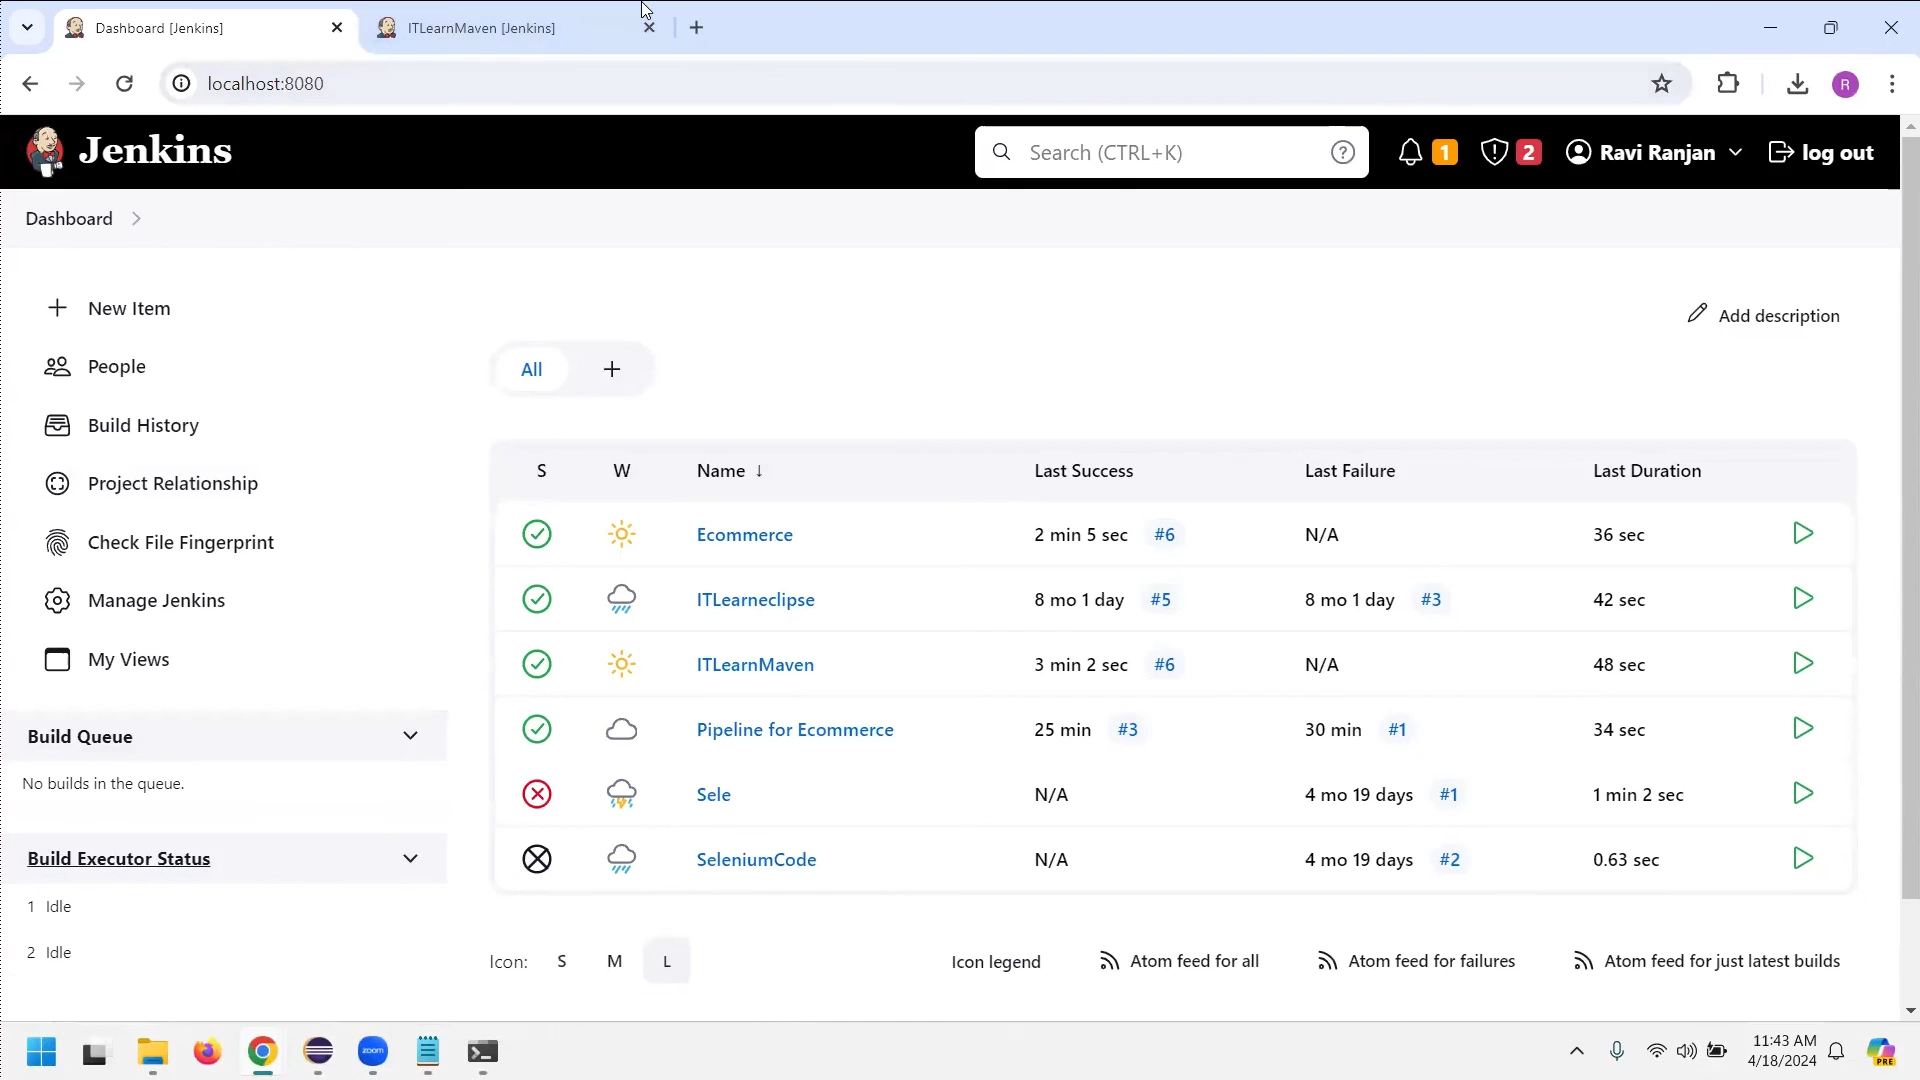 Dashboard [Jenkins]
ITLearnMaven [Jenkins]
localhost:8080
R
Jenkins
Search (CTRL+K)
1
2
Ravi Ranjan
log out
Dashboard
New Item
People
Build History
Project Relationship
Check File Fingerprint
Manage Jenkins
My Views
Build Queue
No builds in the queue.
Build Executor Status
1 Idle
2 Idle
Add description
All
S W Name ↓ Last Success Last Failure Last Duration
Ecommerce 2 min 5 sec #6 N/A 36 sec
ITLearneclipse 8 mo 1 day #5 8 mo 1 day #3 42 sec
ITLearnMaven 3 min 2 sec #6 N/A 48 sec
Pipeline for Ecommerce 25 min #3 30 min #1 34 sec
Sele N/A 4 mo 19 days #1 1 min 2 sec
SeleniumCode N/A 4 mo 19 days #2 0.63 sec
Icon: S M L Icon legend Atom feed for all Atom feed for failures Atom feed for just latest builds
zoom
11:43 AM
4/18/2024
PRE